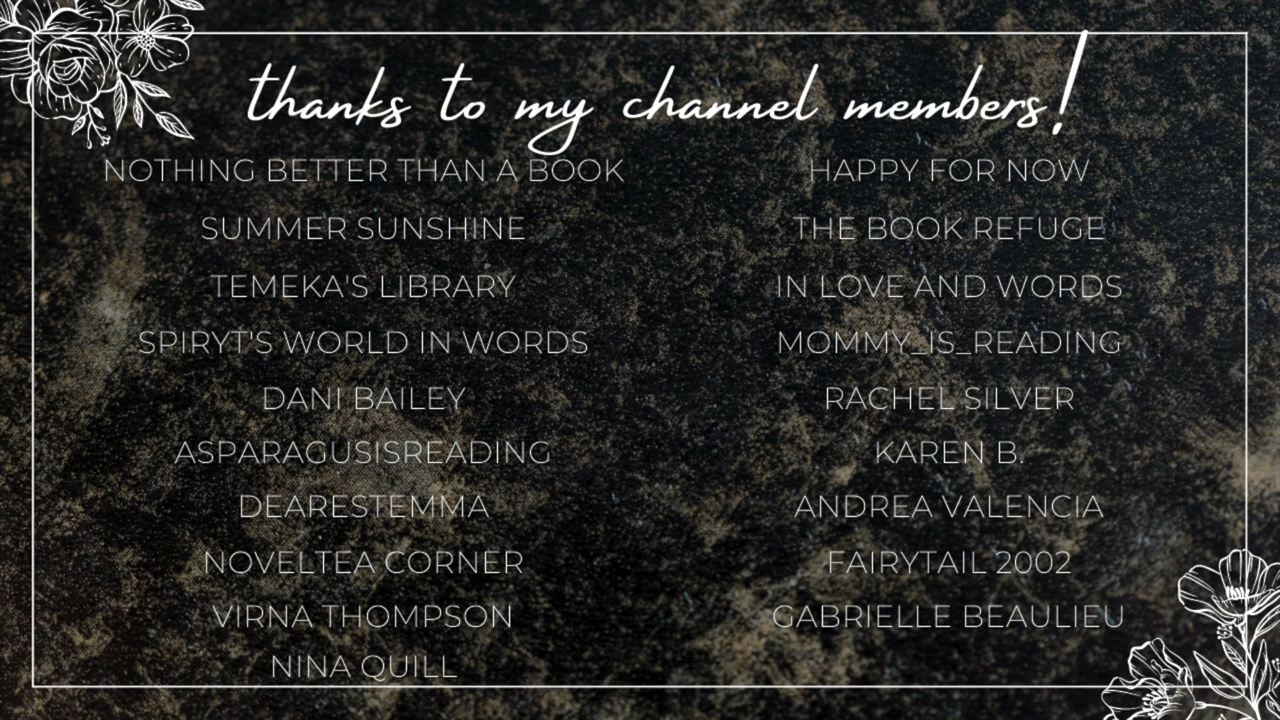 thanks to my channel members!
NOTHING BETTER THAN A BOOK
SUMMER SUNSHINE
TEMEKA'S LIBRARY
SPIRYT'S WORLD IN WORDS
DANI BAILEY
ASPARAGUSISREADING
DEARESTEMMA
NOVELTEA CORNER
VIRNA THOMPSON
NINA QUILL
HAPPY FOR NOW
THE BOOK REFUGE
IN LOVE AND WORDS
MOMMY_IS_READING
RACHEL SILVER
KAREN B.
ANDREA VALENCIA
FAIRYTAIL 2002
GABRIELLE BEAULIEU